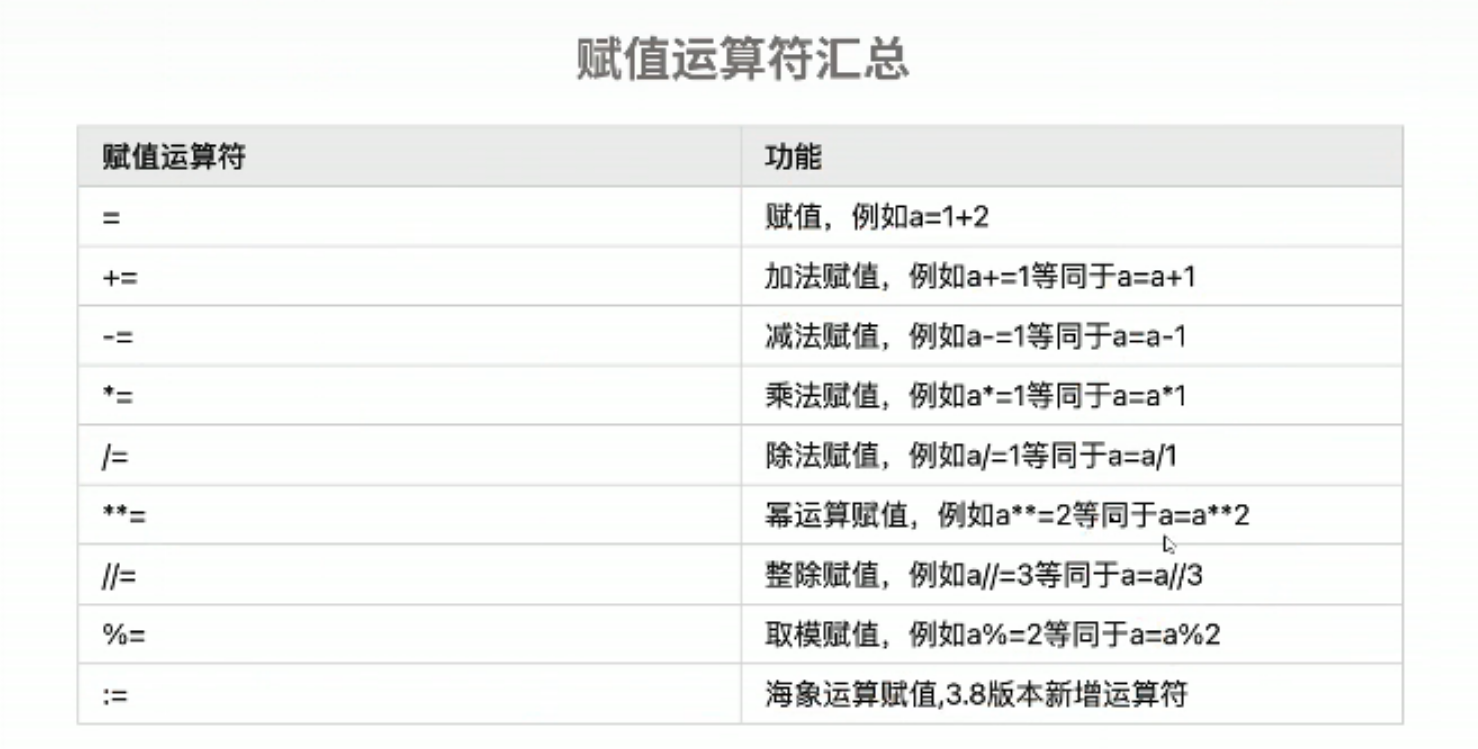 赋值运算符汇总
赋值运算符 功能
= 赋值，例如a=1+2
+= 加法赋值，例如a+=1等同于a=a+1
-= 减法赋值，例如a-=1等同于a=a-1
*= 乘法赋值，例如a*=1等同于a=a*1
/= 除法赋值，例如a/=1等同于a=a/1
**= 幂运算赋值，例如a**=2等同于a=a**2
//= 整除赋值，例如a//=3等同于a=a//3
%= 取模赋值，例如a%=2等同于a=a%2
:= 海象运算赋值,3.8版本新增运算符